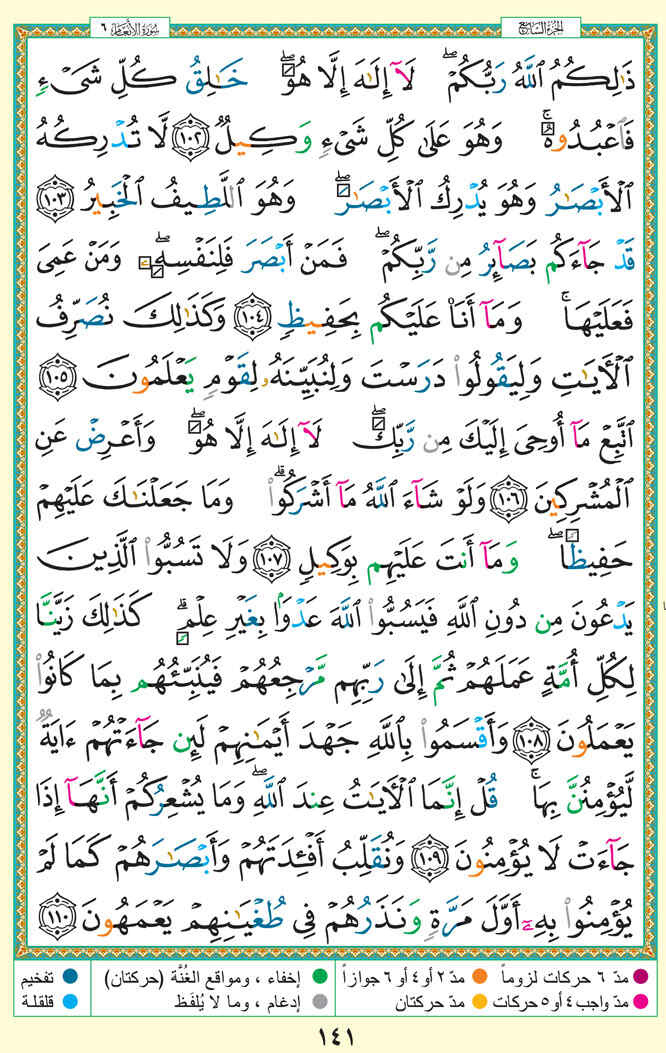 الجزء السابع
سورة الأنعام ٦
ذَٰلِكُمُ ٱللَّهُ رَبُّكُمْ ۖ لَآ إِلَٰهَ إِلَّا هُوَ ۖ خَٰلِقُ كُلِّ شَىْءٍ
فَٱعْبُدُوهُ ۚ وَهُوَ عَلَىٰ كُلِّ شَىْءٍ وَكِيلٌ ١٠٢ لَّا تُدْرِكُهُ
ٱلْأَبْصَٰرُ وَهُوَ يُدْرِكُ ٱلْأَبْصَٰرَ ۖ وَهُوَ ٱللَّطِيفُ ٱلْخَبِيرُ ١٠٣
قَدْ جَآءَكُم بَصَآئِرُ مِن رَّبِّكُمْ ۖ فَمَنْ أَبْصَرَ فَلِنَفْسِهِۦ ۖ وَمَنْ عَمِىَ
فَعَلَيْهَا ۚ وَمَآ أَنَا۠ عَلَيْكُم بِحَفِيظٍ ١٠٤ وَكَذَٰلِكَ نُصَرِّفُ
ٱلْءَايَٰتِ وَلِيَقُولُوا۟ دَرَسْتَ وَلِنُبَيِّنَهُۥ لِقَوْمٍ يَعْلَمُونَ ١٠٥
ٱتَّبِعْ مَآ أُوحِىَ إِلَيْكَ مِن رَّبِّكَ ۖ لَآ إِلَٰهَ إِلَّا هُوَ ۖ وَأَعْرِضْ عَنِ
ٱلْمُشْرِكِينَ ١٠٦ وَلَوْ شَآءَ ٱللَّهُ مَآ أَشْرَكُوا۟ ۗ وَمَا جَعَلْنَٰكَ عَلَيْهِمْ
حَفِيظًا ۖ وَمَآ أَنتَ عَلَيْهِم بِوَكِيلٍ ١٠٧ وَلَا تَسُبُّوا۟ ٱلَّذِينَ
يَدْعُونَ مِن دُونِ ٱللَّهِ فَيَسُبُّوا۟ ٱللَّهَ عَدْوًۢا بِغَيْرِ عِلْمٍ ۗ كَذَٰلِكَ زَيَّنَّا
لِكُلِّ أُمَّةٍ عَمَلَهُمْ ثُمَّ إِلَىٰ رَبِّهِم مَّرْجِعُهُمْ فَيُنَبِّئُهُم بِمَا كَانُوا۟
يَعْمَلُونَ ١٠٨ وَأَقْسَمُوا۟ بِٱللَّهِ جَهْدَ أَيْمَٰنِهِمْ لَئِن جَآءَتْهُمْ ءَايَةٌ
لَّيُؤْمِنُنَّ بِهَا ۚ قُلْ إِنَّمَا ٱلْءَايَٰتُ عِندَ ٱللَّهِ ۖ وَمَا يُشْعِرُكُمْ أَنَّهَآ إِذَا
جَآءَتْ لَا يُؤْمِنُونَ ١٠٩ وَنُقَلِّبُ أَفْـِٔدَتَهُمْ وَأَبْصَٰرَهُمْ كَمَا لَمْ
يُؤْمِنُوا۟ بِهِۦٓ أَوَّلَ مَرَّةٍ وَنَذَرُهُمْ فِى طُغْيَٰنِهِمْ يَعْمَهُونَ ١١٠
مدّ ٦ حركات لزوماً مدّ ٢ أو ٤ أو ٦ جوازاً إخفاء ، ومواقع الغُنَّة (حركتان) تفخيم
مدّ واجب ٤ أو ٥ حركات مدّ حركتان إدغام ، وما لا يُلفَظ قلقلة
١٤١